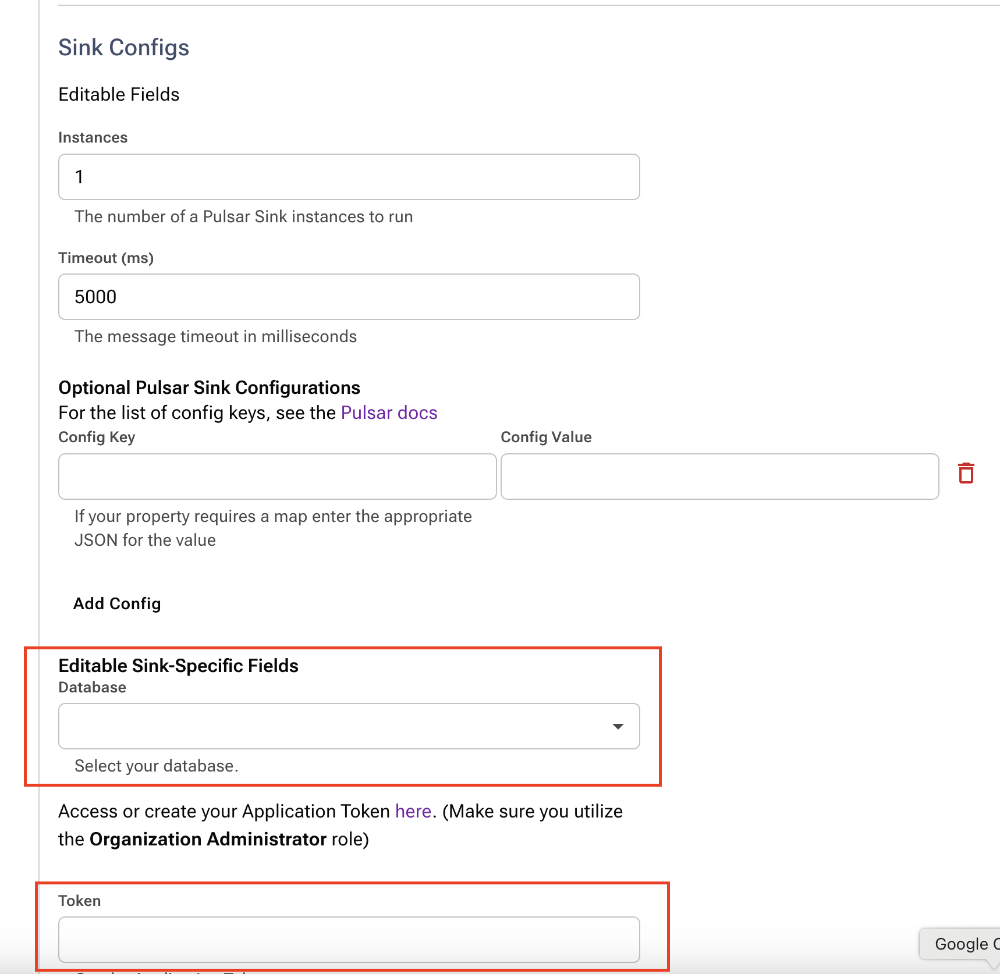 Sink Configs
Editable Fields
Instances
1
The number of a Pulsar Sink instances to run
Timeout (ms)
5000
The message timeout in milliseconds
Optional Pulsar Sink Configurations
For the list of config keys, see the Pulsar docs
Config Key
Config Value
If your property requires a map enter the appropriate
JSON for the value
Add Config
Editable Sink-Specific Fields
Database
Select your database.
Access or create your Application Token here. (Make sure you utilize
the Organization Administrator role)
Token
Google